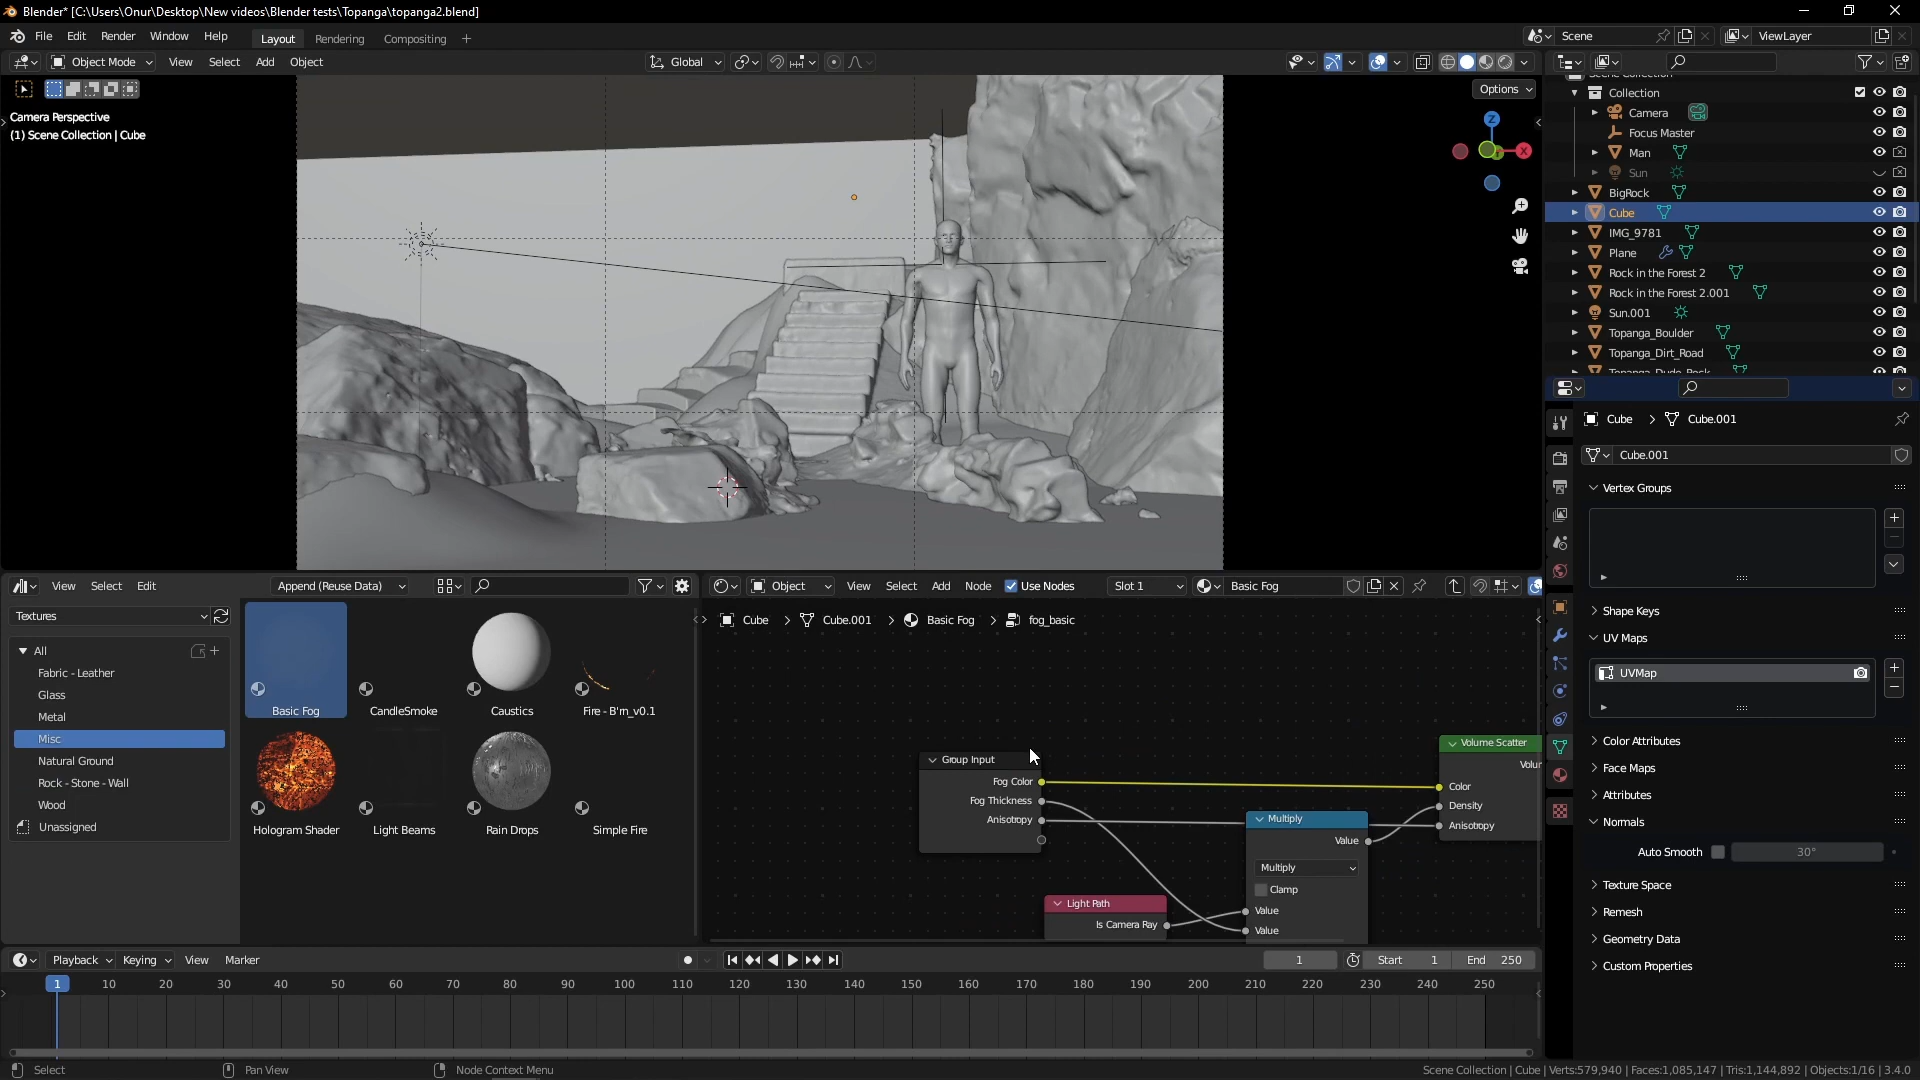 Blender* [C:\Users\Onur\Desktop\New videos\Blender tests\Topanga\topanga2.blend]
File Edit Render Window Help Layout Rendering Compositing +
Scene ViewLayer
Object Mode View Select Add Object Global
Options
Camera Perspective
(1) Scene Collection | Cube
Z
X
Scene Collection
Collection
Camera
Focus Master
Man
Sun
BigRock
Cube
IMG_9781
Plane
Rock in the Forest 2
Rock in the Forest 2.001
Sun.001
Topanga_Boulder
Topanga_Dirt_Road
Topanga_Dude_Rock
Cube > Cube.001
Cube.001
Vertex Groups
Shape Keys
UV Maps
UVMap
Color Attributes
Face Maps
Attributes
Normals
Auto Smooth 30°
Texture Space
Remesh
Geometry Data
Custom Properties
View Select Edit Append (Reuse Data)
Textures
All
Fabric - Leather
Glass
Metal
Misc
Natural Ground
Rock - Stone - Wall
Wood
Unassigned
Basic Fog CandleSmoke Caustics Fire - B'rn_v0.1
Hologram Shader Light Beams Rain Drops Simple Fire
Object View Select Add Node Use Nodes Slot 1 Basic Fog
Cube > Cube.001 > Basic Fog > fog_basic
Group Input
Fog Color
Fog Thickness
Anisotropy
Light Path
Is Camera Ray
Multiply
Value
Multiply
Clamp
Value
Value
Volume Scatter
Volu
Color
Density
Anisotropy
Playback Keying View Marker
1 Start 1 End 250
1 10 20 30 40 50 60 70 80 90 100 110 120 130 140 150 160 170 180 190 200 210 220 230 240 250
Select Pan View Node Context Menu
Scene Collection | Cube | Verts:579,940 | Faces:1,085,147 | Tris:1,144,892 | Objects:1/16 | 3.4.0